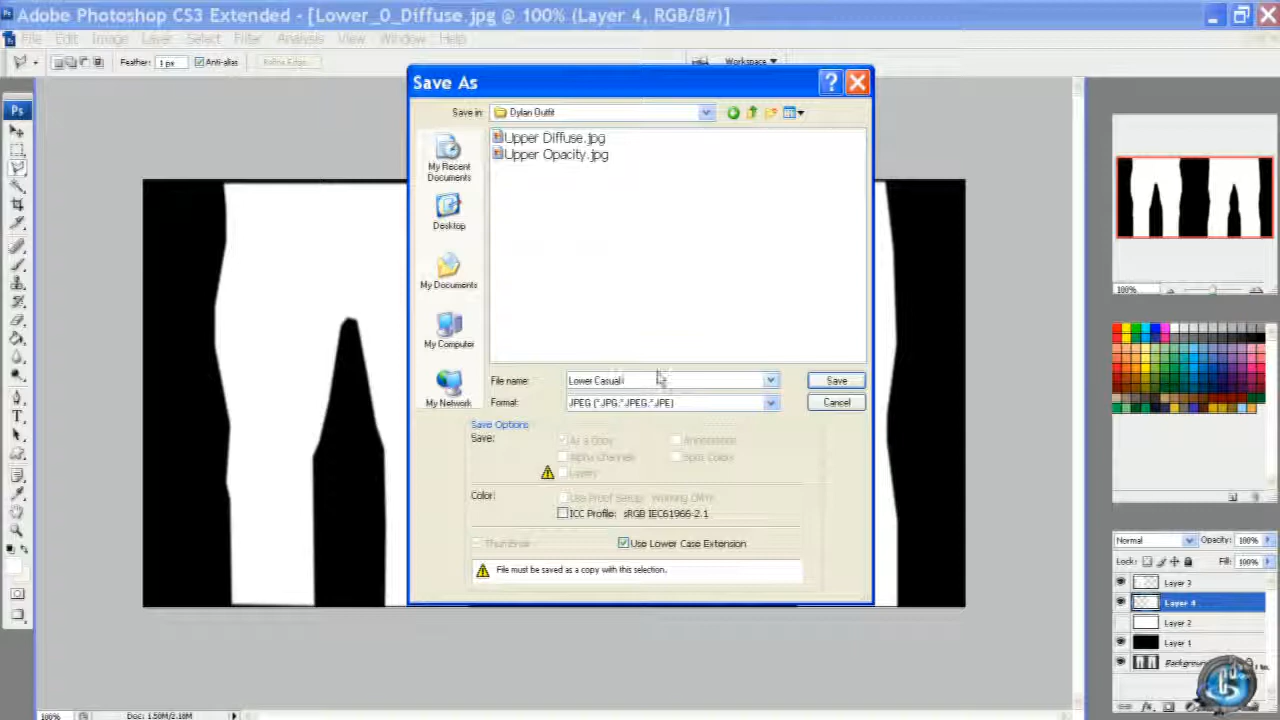 Adobe Photoshop CS3 Extended - [Lower_0_Diffuse.jpg @ 100% (Layer 4, RGB/8#)]
File Edit Image Layer Select Filter Analysis View Window Help
Feather: 1 px Anti-alias Refine Edge... Workspace
Save As
Save in: Dylan Outfit
Upper Diffuse.jpg
Upper Opacity.jpg
My Recent
Documents
Desktop
My Documents
My Computer
My Network
File name: Lower Casual Save
Format: JPEG (*.JPG;*.JPEG;*.JPE) Cancel
Save Options
Save: As a Copy Annotations
Alpha Channels Spot Colors
Layers
Color: Use Proof Setup: Working CMYK
ICC Profile: sRGB IEC61966-2.1
Thumbnail Use Lower Case Extension
File must be saved as a copy with this selection.
Ps
100%
Normal Opacity: 100%
Lock: Fill: 100%
Layer 3
Layer 4
Layer 2
Layer 1
Background
100% Doc: 1.50M/2.18M